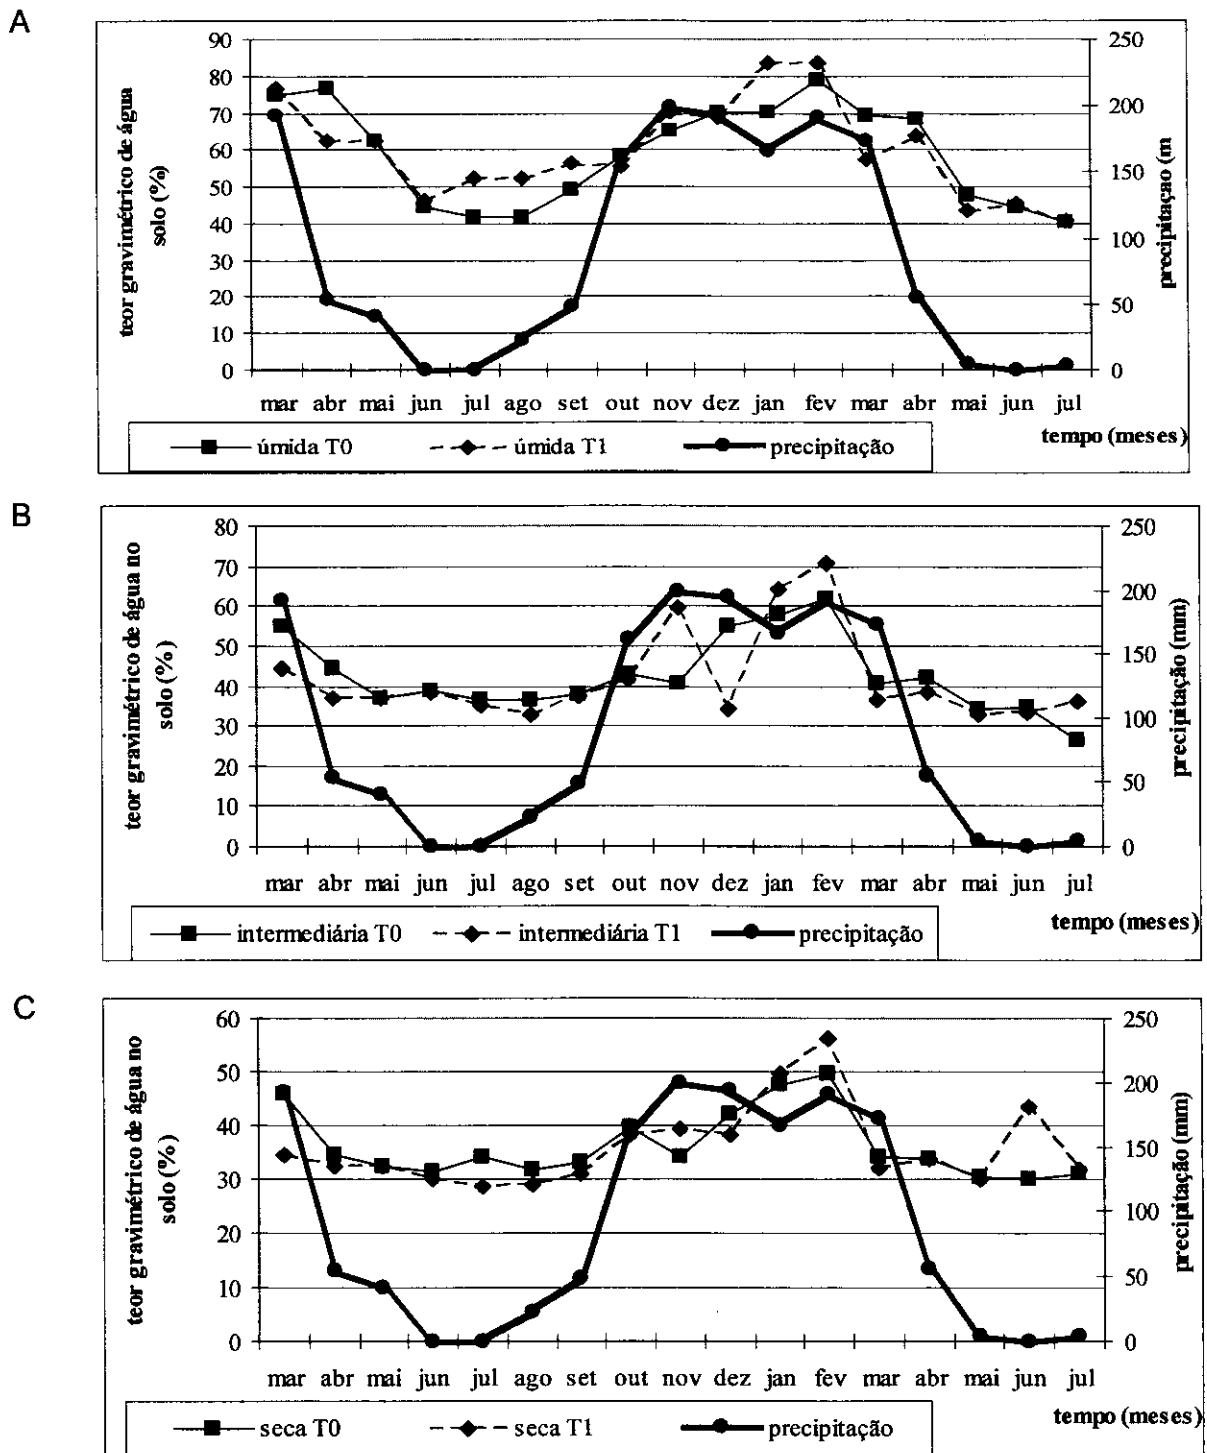 A
teor gravimétrico de água
solo (%)
90
80
70
60
50
40
30
20
10
0
250
200
150
100
50
0
precipitação (m
mar abr mai jun jul ago set out nov dez jan fev mar abr mai jun jul
tempo (meses)
úmida T0 úmida T1 precipitação
B
teor gravimétrico de água no
solo (%)
80
70
60
50
40
30
20
10
0
250
200
150
100
50
0
precipitação (mm)
mar abr mai jun jul ago set out nov dez jan fev mar abr mai jun jul
tempo (meses)
intermediária T0 intermediária T1 precipitação
C
teor gravimétrico de água no
solo (%)
60
50
40
30
20
10
0
250
200
150
100
50
0
precipitação (mm)
mar abr mai jun jul ago set out nov dez jan fev mar abr mai jun jul
tempo (meses)
seca T0 seca T1 precipitação